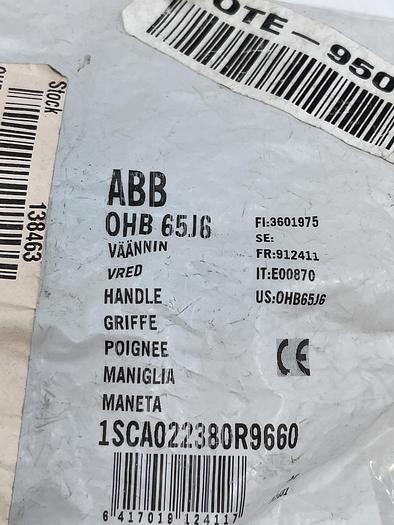 OTE-950
Stock
138463
ABB
OHB 65J6
VÄÄNNIN
VRED
HANDLE
GRIFFE
POIGNEE
MANIGLIA
MANETA
FI:3601975
SE:
FR:912411
IT:E00870
US:OHB65J6
CE
1SCA022380R9660
6 417019 124117